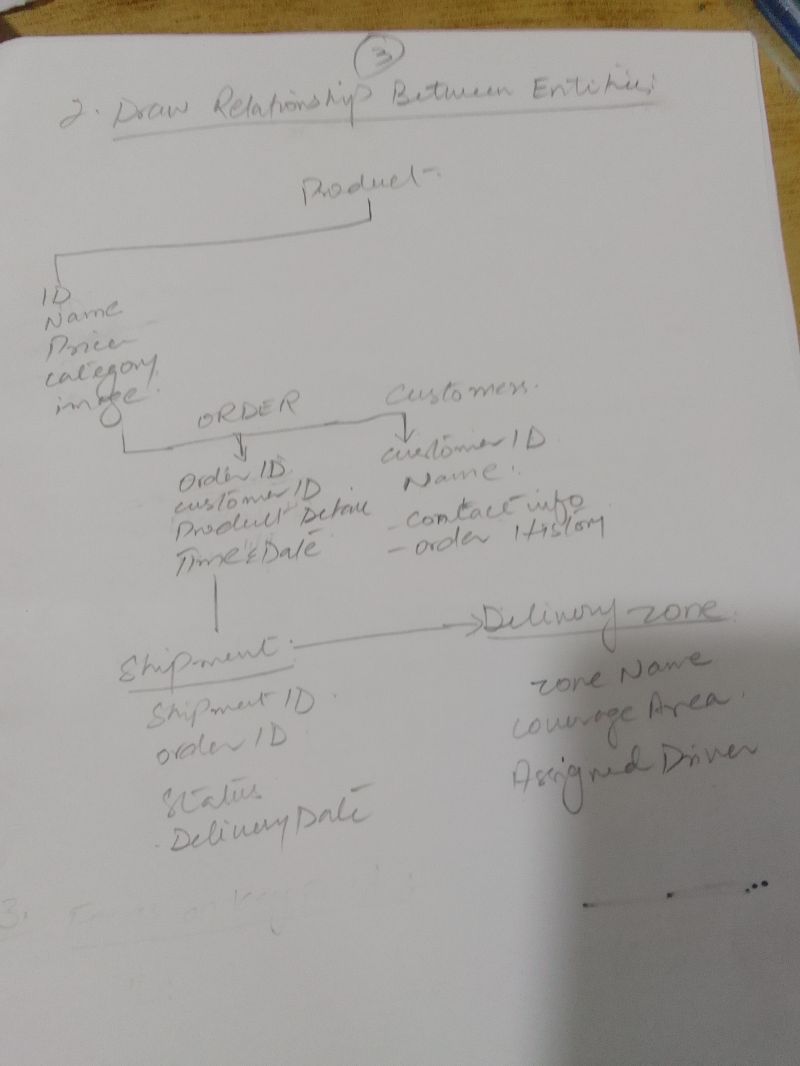 3
2. Draw Relationship Between Entities
Product
ID
Name
Price
category
image.
ORDER
Order ID
customer ID
Product Detail
Time & Date
Customers.
customer ID
Name.
- contact info
- order History
Shipment:
Shipment ID
order ID
Status
. Delivery Date
Delivery zone
zone Name
Coverage Area.
Assigned Driver
3.